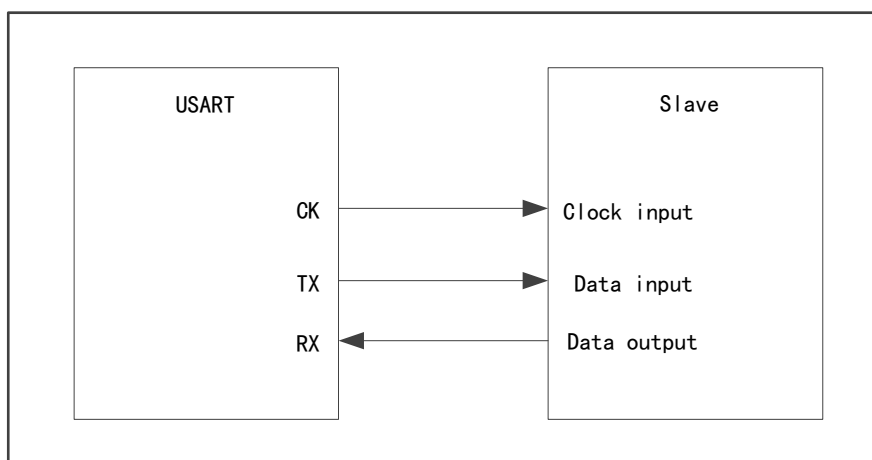 USART
Slave
CK
Clock input
TX
Data input
RX
Data output